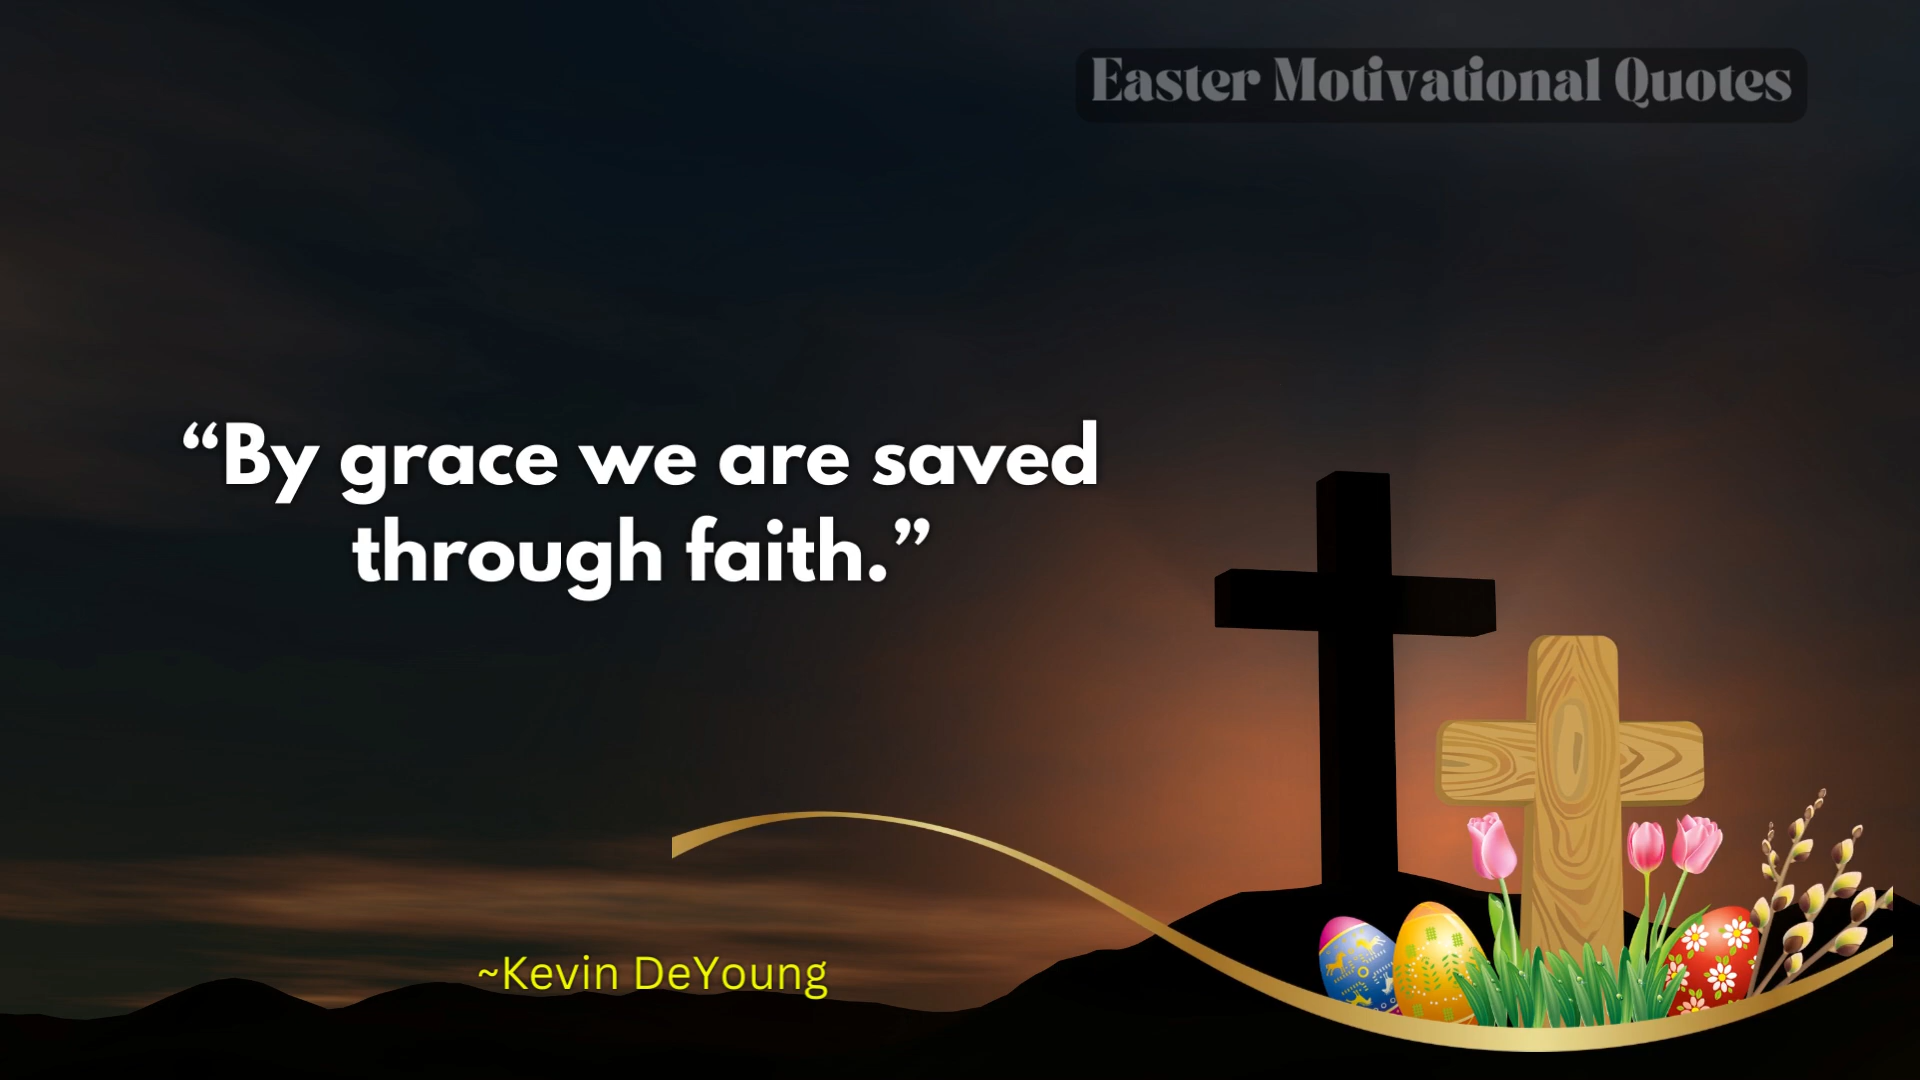 Easter Motivational Quotes
“By grace we are saved
through faith.”
~Kevin DeYoung